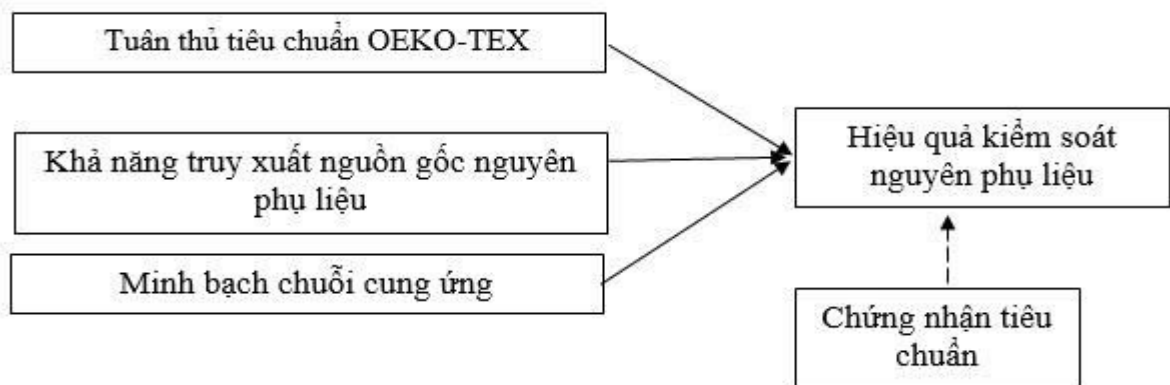 Tuân thủ tiêu chuẩn OEKO-TEX
Khả năng truy xuất nguồn gốc nguyên
phụ liệu
Minh bạch chuỗi cung ứng
Hiệu quả kiểm soát
nguyên phụ liệu
Chứng nhận tiêu
chuẩn